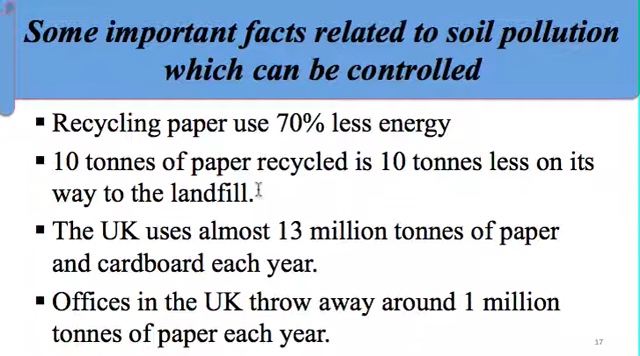 Some important facts related to soil pollution
which can be controlled
▪ Recycling paper use 70% less energy
▪ 10 tonnes of paper recycled is 10 tonnes less on its
way to the landfill.
▪ The UK uses almost 13 million tonnes of paper
and cardboard each year.
▪ Offices in the UK throw away around 1 million
tonnes of paper each year.
17